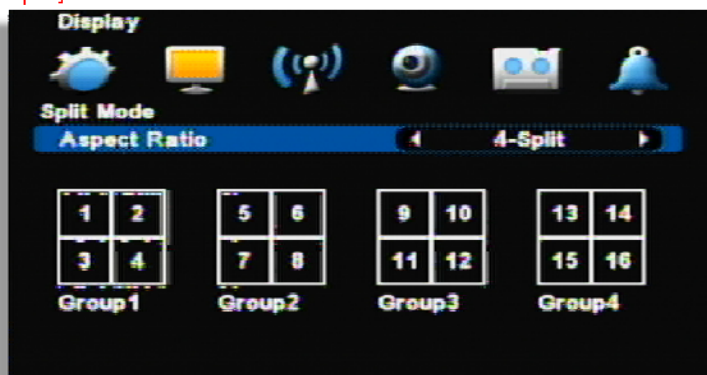 Display
Split Mode
Aspect Ratio 4-Split
1 2 5 6 9 10 13 14
3 4 7 8 11 12 15 16
Group1 Group2 Group3 Group4